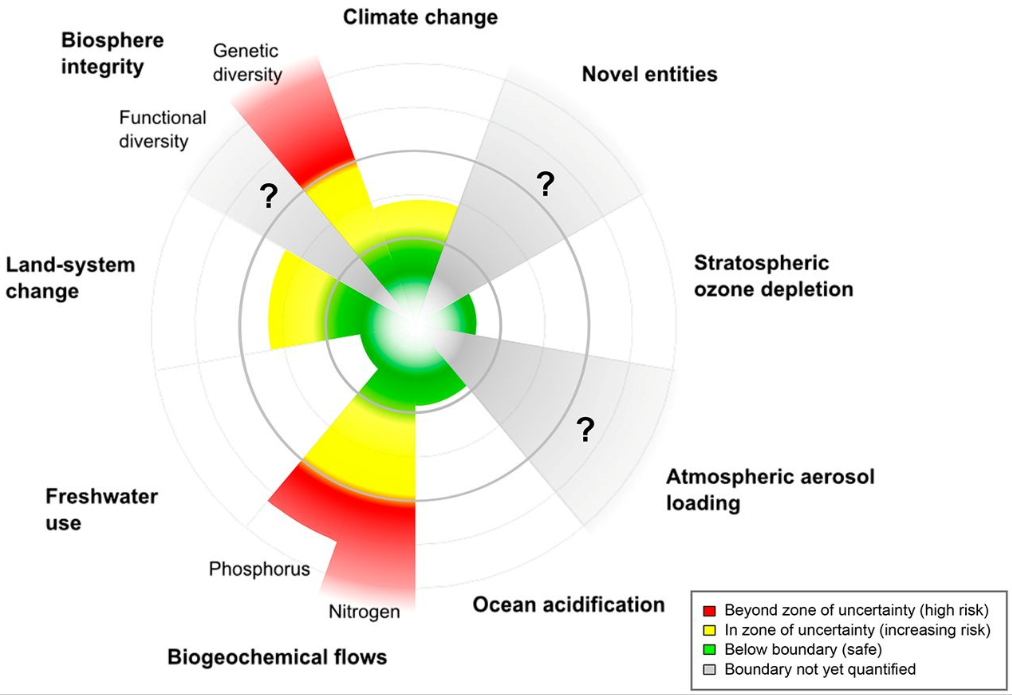 Climate change
Biosphere
integrity
Genetic
diversity
Novel entities
Functional
diversity
?
?
Land-system
change
Stratospheric
ozone depletion
?
Atmospheric aerosol
loading
Freshwater
use
Phosphorus
Nitrogen
Ocean acidification
Biogeochemical flows
Beyond zone of uncertainty (high risk)
In zone of uncertainty (increasing risk)
Below boundary (safe)
Boundary not yet quantified